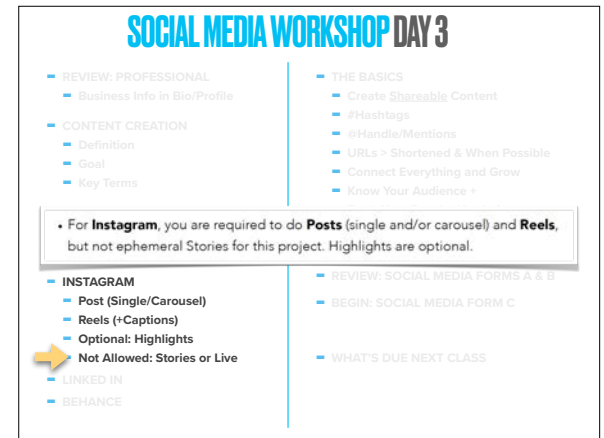 SOCIAL MEDIA WORKSHOP DAY 3
REVIEW: PROFESSIONAL
Business Info in Bio/Profile
CONTENT CREATION
Definition
Goal
Key Terms
THE BASICS
Create Shareable Content
#Hashtags
@Handle/Mentions
URLs > Shortened & When Possible
Connect Everything and Grow
Know Your Audience +
• For Instagram, you are required to do Posts (single and/or carousel) and Reels,
but not ephemeral Stories for this project. Highlights are optional.
INSTAGRAM
Post (Single/Carousel)
Reels (+Captions)
Optional: Highlights
Not Allowed: Stories or Live
LINKED IN
BEHANCE
REVIEW: SOCIAL MEDIA FORMS A & B
BEGIN: SOCIAL MEDIA FORM C
WHAT'S DUE NEXT CLASS